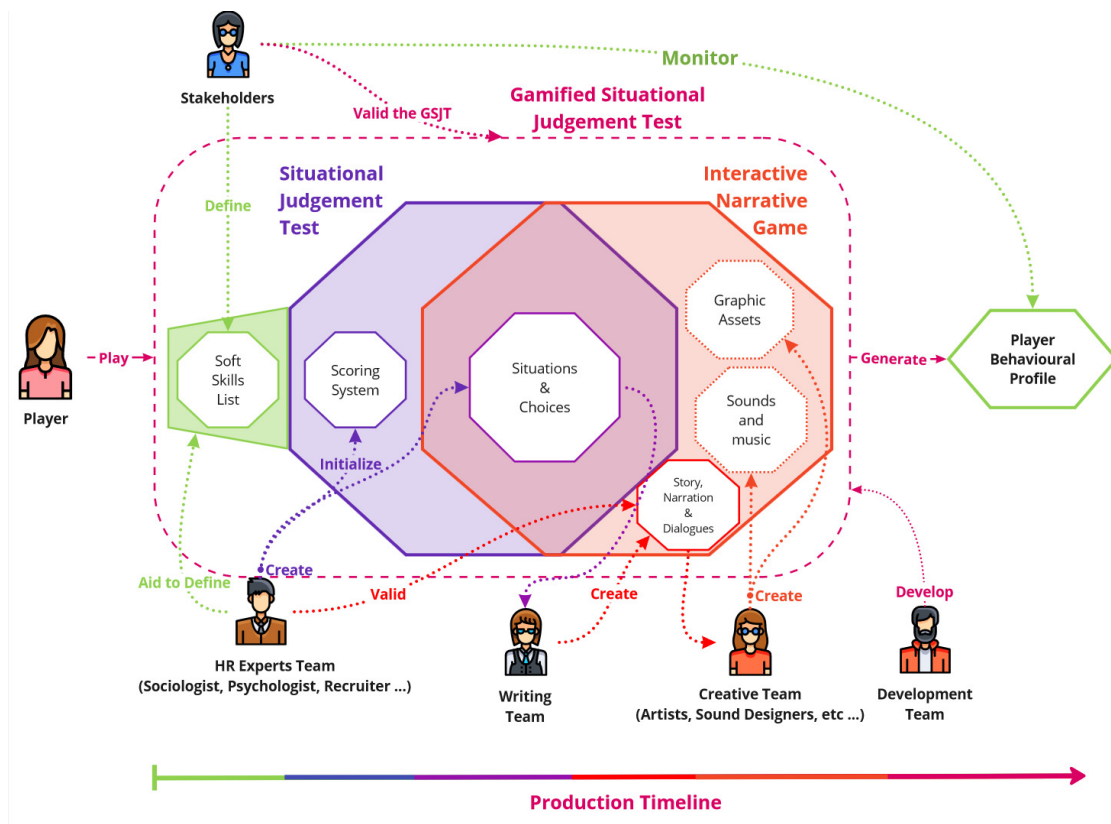 Stakeholders
Monitor
Valid the GSJT
Gamified Situational
Judgement Test
Situational
Judgement
Test
Interactive
Narrative
Game
Define
Player
Play
Soft
Skills
List
Scoring
System
Situations
&
Choices
Graphic
Assets
Sounds
and
music
Story,
Narration
&
Dialogues
Generate
Player
Behavioural
Profile
Initialize
Aid to Define
Create
Valid
Create
Create
Develop
HR Experts Team
(Sociologist, Psychologist, Recruiter ...)
Writing
Team
Creative Team
(Artists, Sound Designers, etc ...)
Development
Team
Production Timeline